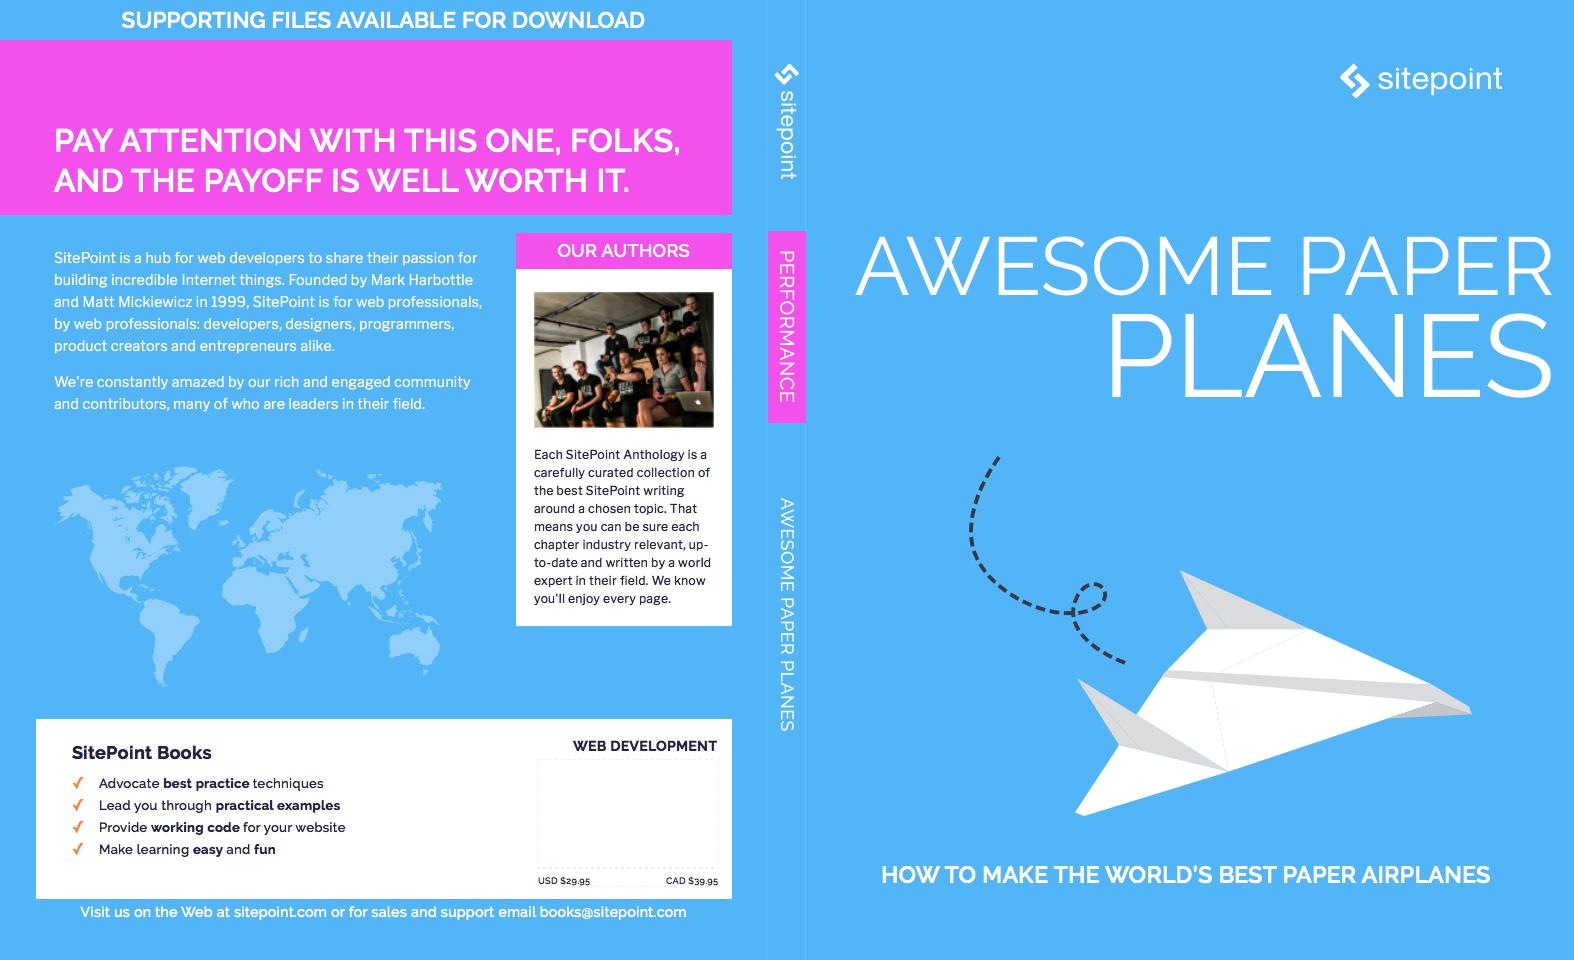 SUPPORTING FILES AVAILABLE FOR DOWNLOAD
PAY ATTENTION WITH THIS ONE, FOLKS,
AND THE PAYOFF IS WELL WORTH IT.
SitePoint is a hub for web developers to share their passion for
building incredible Internet things. Founded by Mark Harbottle
and Matt Mickiewicz in 1999, SitePoint is for web professionals,
by web professionals: developers, designers, programmers,
product creators and entrepreneurs alike.
We're constantly amazed by our rich and engaged community
and contributors, many of who are leaders in their field.
OUR AUTHORS
Each SitePoint Anthology is a
carefully curated collection of
the best SitePoint writing
around a chosen topic. That
means you can be sure each
chapter industry relevant, up-
to-date and written by a world
expert in their field. We know
you'll enjoy every page.
SitePoint Books
✓ Advocate best practice techniques
✓ Lead you through practical examples
✓ Provide working code for your website
✓ Make learning easy and fun
WEB DEVELOPMENT
USD $29.95 CAD $39.95
Visit us on the Web at sitepoint.com or for sales and support email books@sitepoint.com
sitepoint
PERFORMANCE
AWESOME PAPER PLANES
sitepoint
AWESOME PAPER
PLANES
HOW TO MAKE THE WORLD'S BEST PAPER AIRPLANES